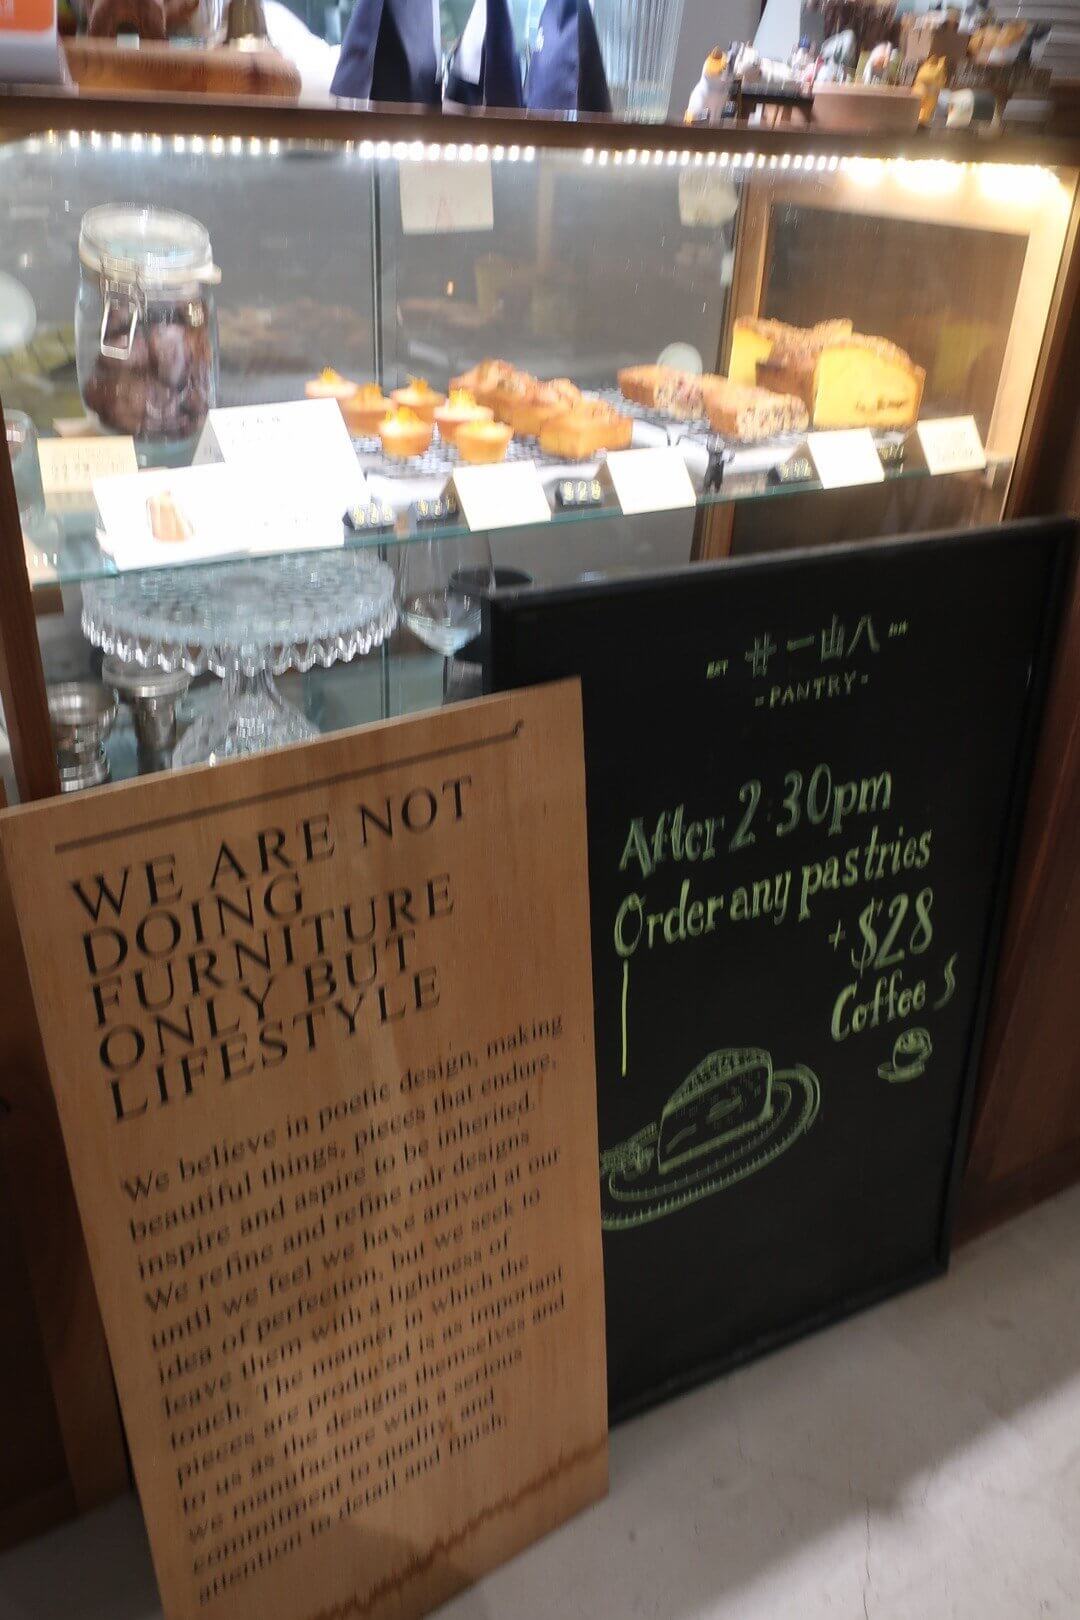 WE ARE NOT
DOING
FURNITURE
ONLY BUT
LIFESTYLE
We believe in poetic design, making
beautiful things, pieces that endure,
inspire and aspire to be inherited.
We refine and refine our designs
until we feel we have arrived at our
idea of perfection, but we seek to
leave them with a lightness of
touch. The manner in which the
pieces are produced is as important
to us as the designs themselves and
we manufacture with a serious
commitment to quality, and
attention to detail and finish.
EST 廿一由八
-PANTRY-
After 2:30pm
Order any pastries
+ $28
Coffee